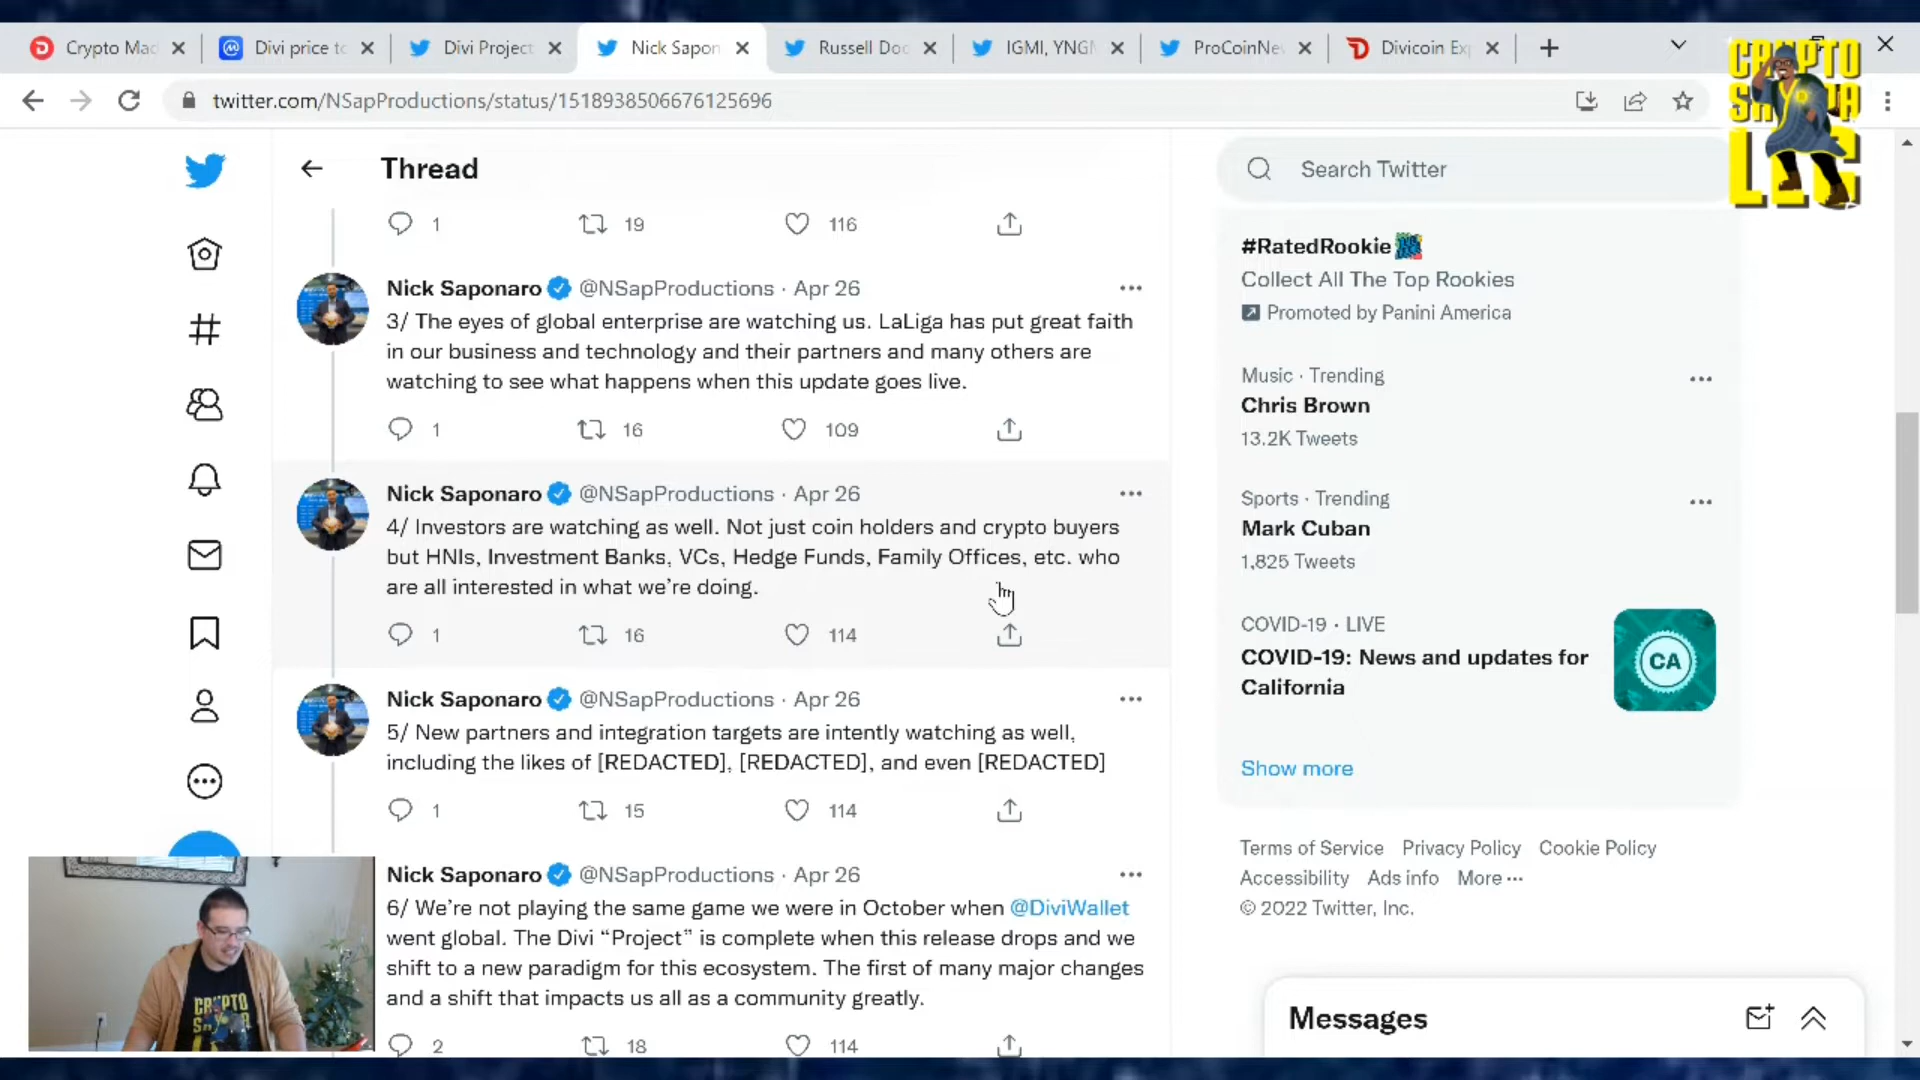 Crypto Mac
Divi price to
Divi Project
Nick Sapon
Russell Doc
IGMI, YNGM
ProCoinNew
Divicoin Exp
twitter.com/NSapProductions/status/1518938506676125696
CRYPTO
LLC
Thread
Search Twitter
1 19 116
Nick Saponaro @NSapProductions · Apr 26
3/ The eyes of global enterprise are watching us. LaLiga has put great faith
in our business and technology and their partners and many others are
watching to see what happens when this update goes live.
1 16 109
Nick Saponaro @NSapProductions · Apr 26
4/ Investors are watching as well. Not just coin holders and crypto buyers
but HNIs, Investment Banks, VCs, Hedge Funds, Family Offices, etc. who
are all interested in what we're doing.
1 16 114
Nick Saponaro @NSapProductions · Apr 26
5/ New partners and integration targets are intently watching as well,
including the likes of [REDACTED], [REDACTED], and even [REDACTED]
1 15 114
Nick Saponaro @NSapProductions · Apr 26
6/ We're not playing the same game we were in October when @DiviWallet
went global. The Divi “Project” is complete when this release drops and we
shift to a new paradigm for this ecosystem. The first of many major changes
and a shift that impacts us all as a community greatly.
2 18 114
#RatedRookie
Collect All The Top Rookies
Promoted by Panini America
Music · Trending
Chris Brown
13.2K Tweets
Sports · Trending
Mark Cuban
1,825 Tweets
COVID-19 · LIVE
COVID-19: News and updates for
California
CA
Show more
Terms of Service Privacy Policy Cookie Policy
Accessibility Ads info More ···
© 2022 Twitter, Inc.
Messages
CRYPTO